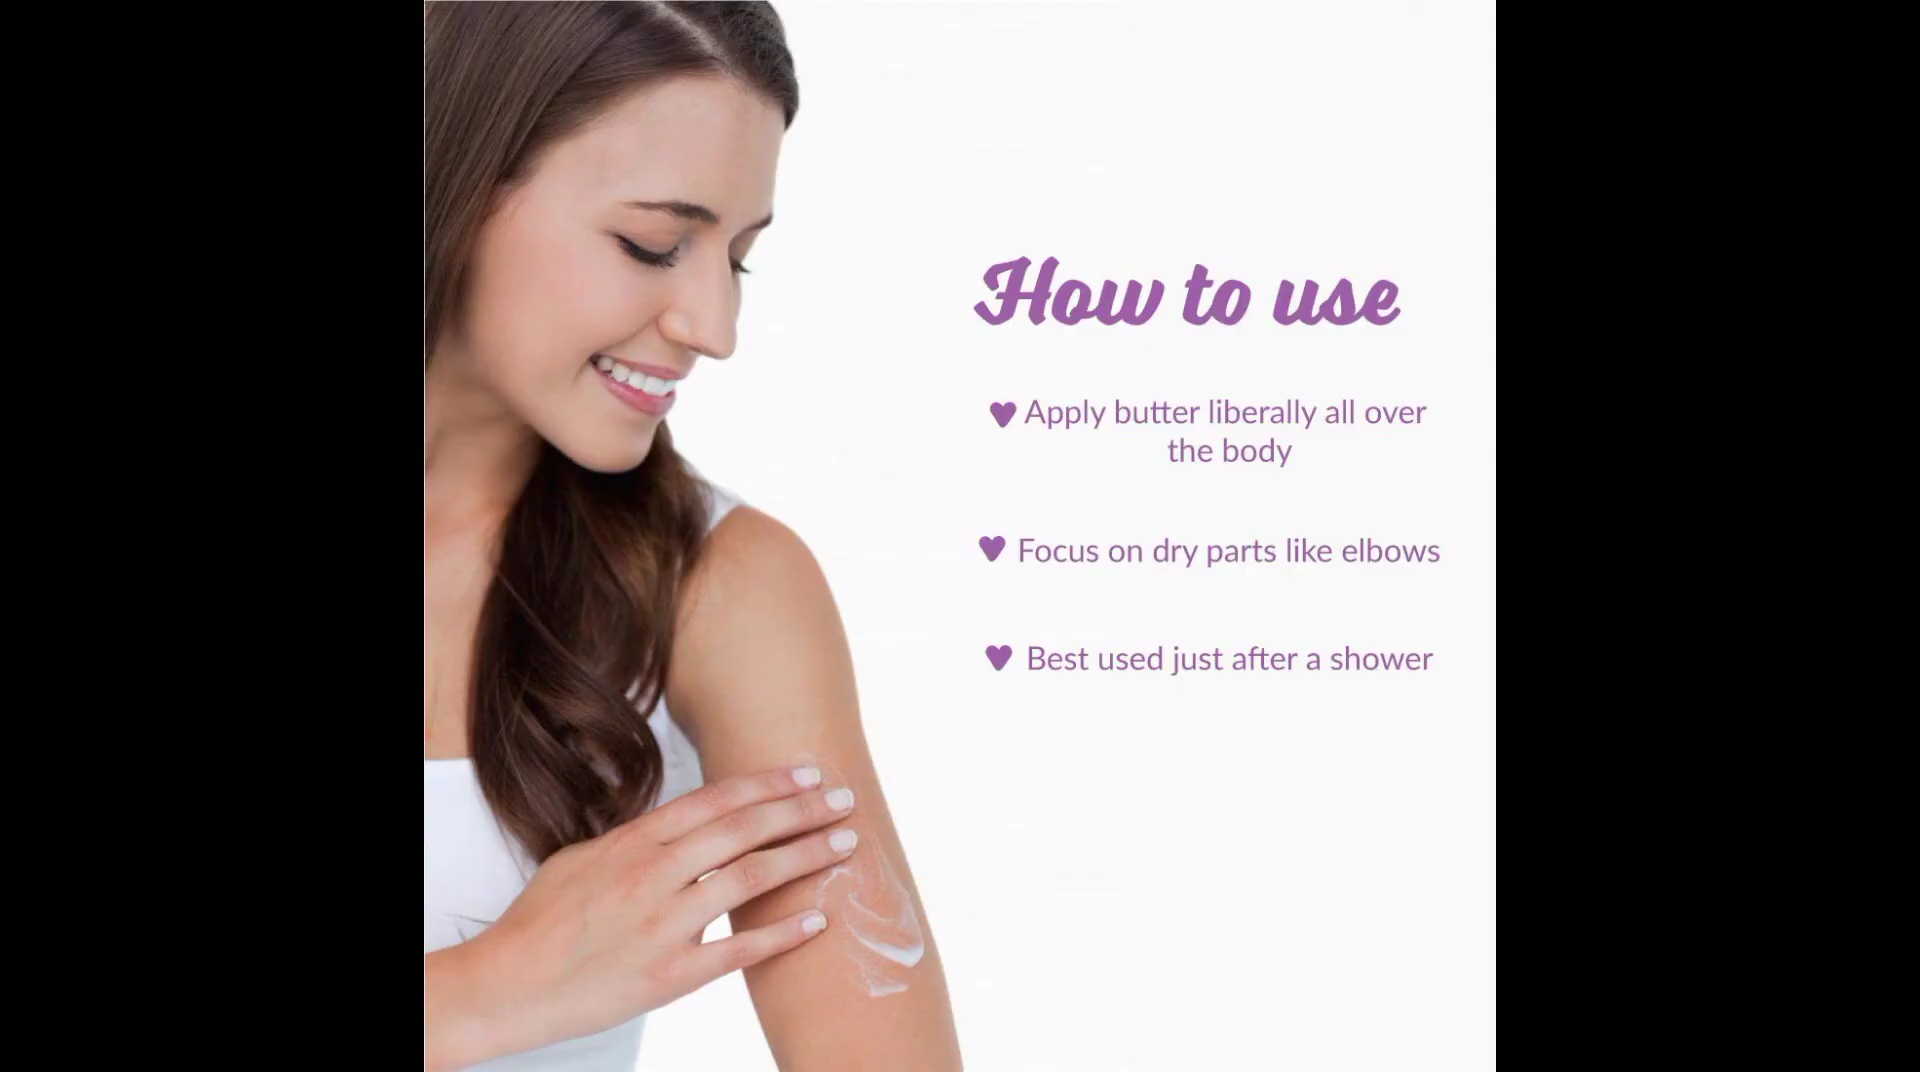 How to use
♥ Apply butter liberally all over
the body
♥ Focus on dry parts like elbows
♥ Best used just after a shower